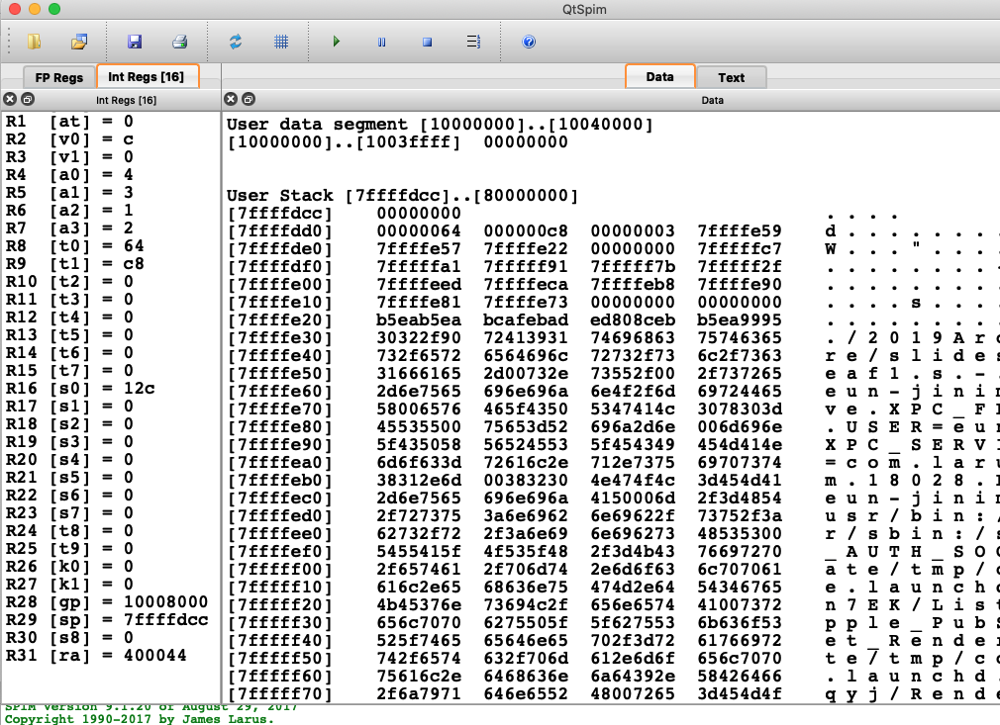 QtSpim
FP Regs
Int Regs [16]
Data
Text
Int Regs [16]
Data
R1 [at] = 0
R2 [v0] = c
R3 [v1] = 0
R4 [a0] = 4
R5 [a1] = 3
R6 [a2] = 1
R7 [a3] = 2
R8 [t0] = 64
R9 [t1] = c8
R10 [t2] = 0
R11 [t3] = 0
R12 [t4] = 0
R13 [t5] = 0
R14 [t6] = 0
R15 [t7] = 0
R16 [s0] = 12c
R17 [s1] = 0
R18 [s2] = 0
R19 [s3] = 0
R20 [s4] = 0
R21 [s5] = 0
R22 [s6] = 0
R23 [s7] = 0
R24 [t8] = 0
R25 [t9] = 0
R26 [k0] = 0
R27 [k1] = 0
R28 [gp] = 10008000
R29 [sp] = 7ffffdcc
R30 [s8] = 0
R31 [ra] = 400044
User data segment [10000000]..[10040000]
[10000000]..[1003ffff] 00000000
User Stack [7ffffdcc]..[80000000]
[7ffffdcc] 00000000 . . . .
[7ffffdd0] 00000064 000000c8 00000003 7ffffe59 d . . . . . . . .
[7ffffde0] 7ffffe57 7ffffe22 00000000 7fffffc7 W . . . " . . . .
[7ffffdf0] 7fffffa1 7fffff91 7fffff7b 7fffff2f . . . . . . . .
[7ffffe00] 7ffffeed 7ffffeca 7ffffeb8 7ffffe90 . . . . . . . . .
[7ffffe10] 7ffffe81 7ffffe73 00000000 00000000 . . . . s . . . .
[7ffffe20] b5eab5ea bcafebad ed808ceb b5ea9995 . . . . . . . . .
[7ffffe30] 30322f90 72413931 74696863 75746365 . / 2 0 1 9 A r c
[7ffffe40] 732f6572 6564696c 72732f73 6c2f7363 r e / s l i d e s
[7ffffe50] 31666165 2d00732e 73552f00 2f737265 e a f 1 . s . - .
[7ffffe60] 2d6e7565 696e696a 6e4f2f6d 69724465 e u n - j i n i n
[7ffffe70] 58006576 465f4350 5347414c 3078303d v e . X P C _ F L
[7ffffe80] 45535500 75653d52 696a2d6e 006d696e . U S E R = e u n
[7ffffe90] 5f435058 56524553 5f454349 454d414e X P C _ S E R V I
[7ffffea0] 6d6f633d 72616c2e 712e7375 69707374 = c o m . l a r u
[7ffffeb0] 38312e6d 00383230 4e474f4c 3d454d41 m . 1 8 0 2 8 . L
[7ffffec0] 2d6e7565 696e696a 4150006d 2f3d4854 e u n - j i n i n
[7ffffed0] 2f727375 3a6e6962 6e69622f 73752f3a u s r / b i n : /
[7ffffee0] 62732f72 2f3a6e69 6e696273 48535300 r / s b i n : / s
[7ffffef0] 5455415f 4f535f48 2f3d4b43 76697270 _ A U T H _ S O C
[7fffff00] 2f657461 2f706d74 2e6d6f63 6c707061 a t e / t m p / c
[7fffff10] 616c2e65 68636e75 474d2e64 54346765 e . l a u n c h d
[7fffff20] 4b45376e 73694c2f 656e6574 41007372 n 7 E K / L i s t
[7fffff30] 656c7070 6275505f 5f627553 6b636f53 p p l e _ P u b S
[7fffff40] 525f7465 65646e65 702f3d72 61766972 e t _ R e n d e r
[7fffff50] 742f6574 632f706d 612e6d6f 656c7070 t e / t m p / c o
[7fffff60] 75616c2e 6468636e 6a64392e 58426466 . l a u n c h d .
[7fffff70] 2f6a7971 646e6552 48007265 3d454d4f q y j / R e n d e
SPIM Version 9.1.20 of August 29, 2017
Copyright 1990-2017 by James Larus.